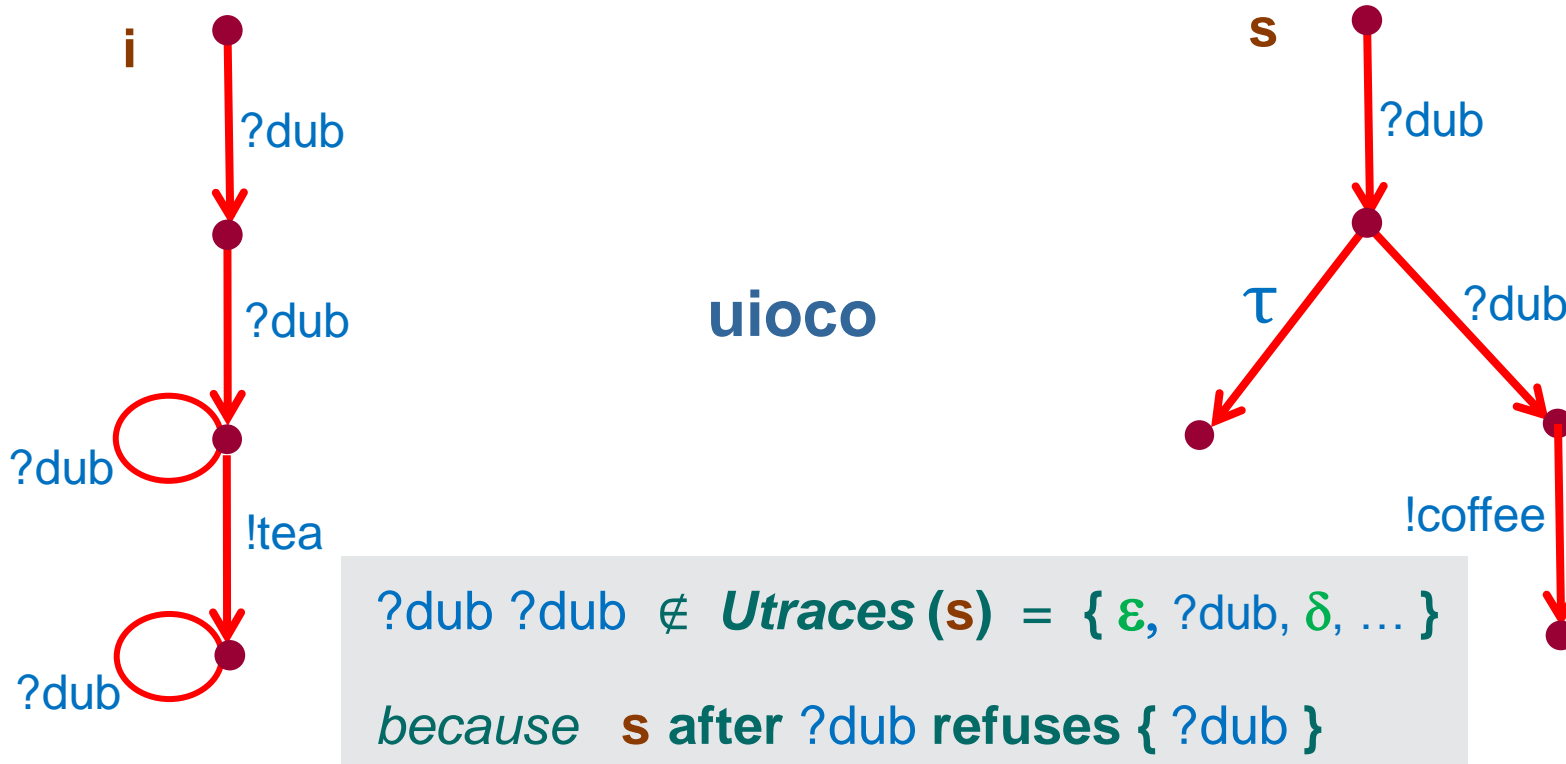 i
s
?dub
?dub
?dub
uioco
τ
?dub
?dub
!tea
!coffee
?dub
?dub ?dub ∉ Utraces (s) = { ε, ?dub, δ, … }
because s after ?dub refuses { ?dub }